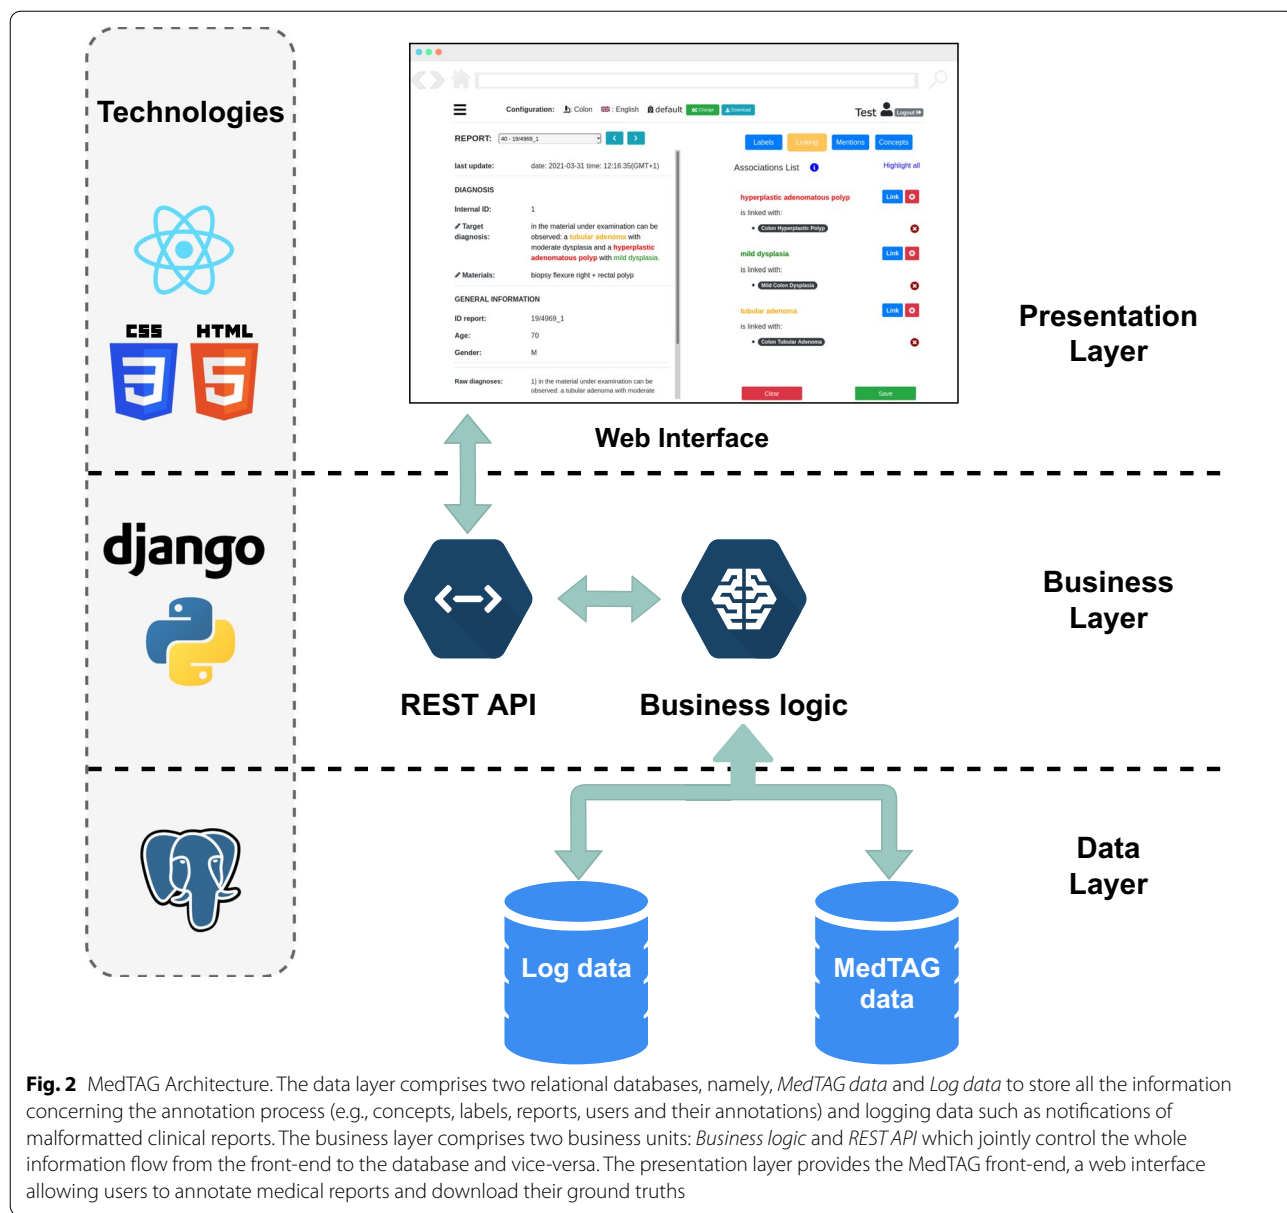 Technologies
CSS
HTML
django
Configuration: : Colon : English default Change Download
Test Logout
REPORT: 40 - 19/4969_1
Labels Linking Mentions Concepts
last update: date: 2021-03-31 time: 12:16:35(GMT+1)
Associations List Highlight all
DIAGNOSIS
Internal ID: 1
Target diagnosis:
in the material under examination can be
observed: a tubular adenoma with
moderate dysplasia and a hyperplastic
adenomatous polyp with mild dysplasia.
Materials: biopsy flexure right + rectal polyp
GENERAL INFORMATION
ID report: 19/4969_1
Age: 70
Gender: M
Raw diagnoses: 1) in the material under examination can be
observed: a tubular adenoma with moderate
hyperplastic adenomatous polyp Link
is linked with:
Colon Hyperplastic Polyp
mild dysplasia Link
is linked with:
Mild Colon Dysplasia
tubular adenoma Link
is linked with:
Colon Tubular Adenoma
Clear Save
Web Interface
Presentation
Layer
REST API
Business logic
Business
Layer
Data
Layer
Log data
MedTAG
data
Fig. 2 MedTAG Architecture. The data layer comprises two relational databases, namely, MedTAG data and Log data to store all the information
concerning the annotation process (e.g., concepts, labels, reports, users and their annotations) and logging data such as notifications of
malformatted clinical reports. The business layer comprises two business units: Business logic and REST API which jointly control the whole
information flow from the front-end to the database and vice-versa. The presentation layer provides the MedTAG front-end, a web interface
allowing users to annotate medical reports and download their ground truths